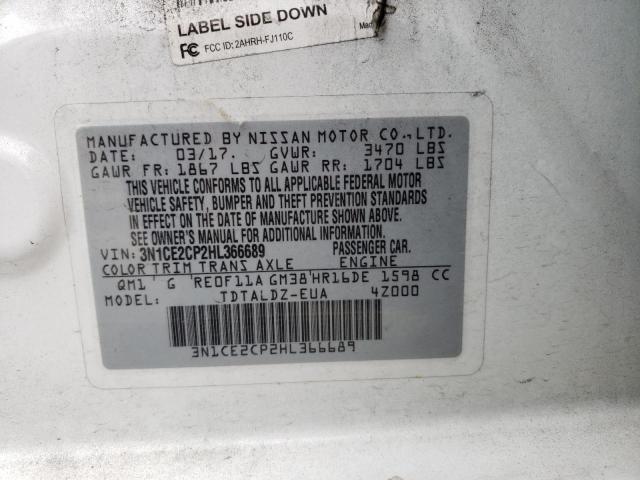 LABEL SIDE DOWN
FC FCC ID: 2AHRH-FJ110C
MANUFACTURED BY NISSAN MOTOR CO.,LTD.
DATE: 03/17. GVWR: 3470 LBS
GAWR FR: 1867 LBS GAWR RR: 1704 LBS
THIS VEHICLE CONFORMS TO ALL APPLICABLE FEDERAL MOTOR
VEHICLE SAFETY, BUMPER AND THEFT PREVENTION STANDARDS
IN EFFECT ON THE DATE OF MANUFACTURE SHOWN ABOVE.
SEE OWNER'S MANUAL FOR ADDITIONAL INFORMATION.
VIN: 3N1CE2CP2HL366689 PASSENGER CAR.
COLOR TRIM TRANS AXLE ENGINE
QM1' G 'RE0F11A GM38'HR16DE 1598 CC
MODEL: TDTALDZ-EUA 4Z000
3N1CE2CP2HL366689